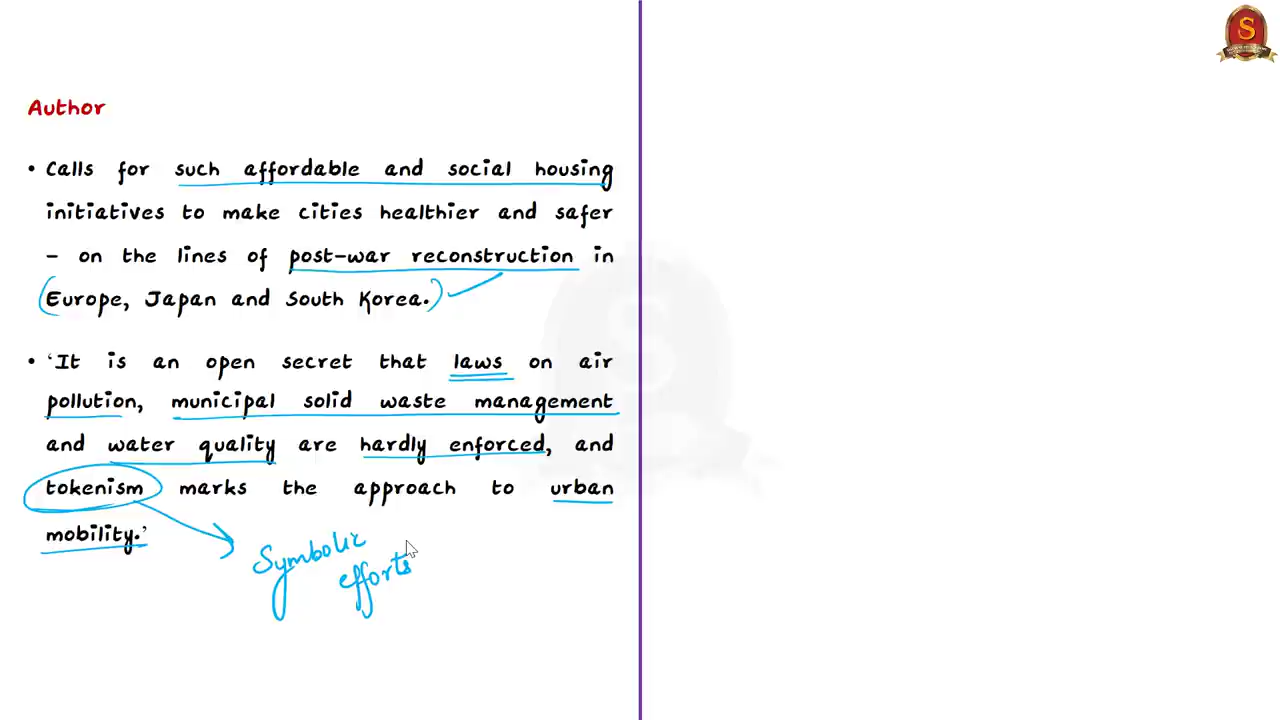 S
Author
• Calls for such affordable and social housing
initiatives to make cities healthier and safer
- on the lines of post-war reconstruction in
(Europe, Japan and South Korea.)
• 'It is an open secret that laws on air
pollution, municipal solid waste management
and water quality are hardly enforced, and
tokenism marks the approach to urban
mobility.'
Symbolic
efforts